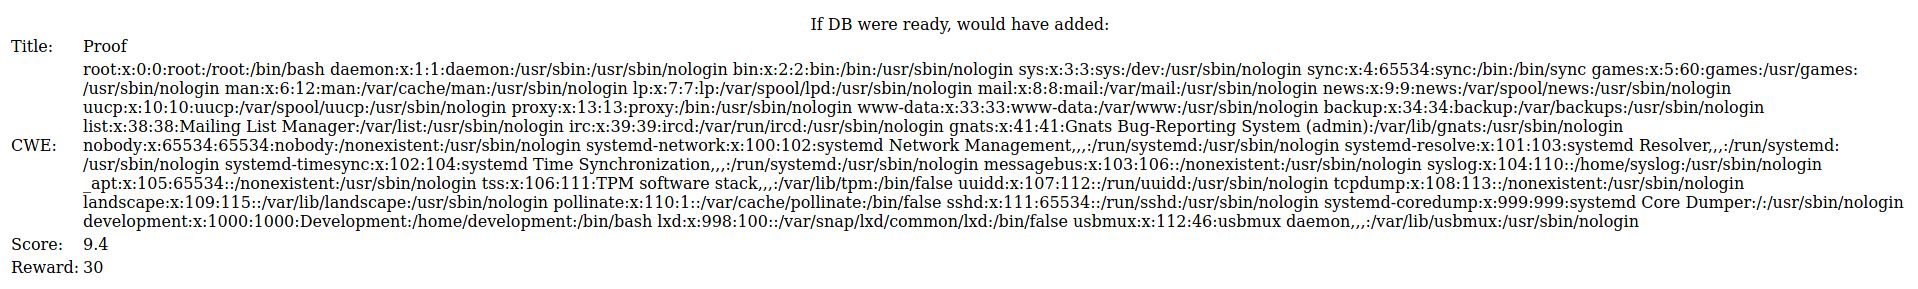 If DB were ready, would have added:
Title: Proof
root:x:0:0:root:/root:/bin/bash daemon:x:1:1:daemon:/usr/sbin:/usr/sbin/nologin bin:x:2:2:bin:/bin:/usr/sbin/nologin sys:x:3:3:sys:/dev:/usr/sbin/nologin sync:x:4:65534:sync:/bin:/bin/sync games:x:5:60:games:/usr/games:
/usr/sbin/nologin man:x:6:12:man:/var/cache/man:/usr/sbin/nologin lp:x:7:7:lp:/var/spool/lpd:/usr/sbin/nologin mail:x:8:8:mail:/var/mail:/usr/sbin/nologin news:x:9:9:news:/var/spool/news:/usr/sbin/nologin
uucp:x:10:10:uucp:/var/spool/uucp:/usr/sbin/nologin proxy:x:13:13:proxy:/bin:/usr/sbin/nologin www-data:x:33:33:www-data:/var/www:/usr/sbin/nologin backup:x:34:34:backup:/var/backups:/usr/sbin/nologin
list:x:38:38:Mailing List Manager:/var/list:/usr/sbin/nologin irc:x:39:39:ircd:/var/run/ircd:/usr/sbin/nologin gnats:x:41:41:Gnats Bug-Reporting System (admin):/var/lib/gnats:/usr/sbin/nologin
CWE: nobody:x:65534:65534:nobody:/nonexistent:/usr/sbin/nologin systemd-network:x:100:102:systemd Network Management,,,:/run/systemd:/usr/sbin/nologin systemd-resolve:x:101:103:systemd Resolver,,,:/run/systemd:
/usr/sbin/nologin systemd-timesync:x:102:104:systemd Time Synchronization,,,:/run/systemd:/usr/sbin/nologin messagebus:x:103:106::/nonexistent:/usr/sbin/nologin syslog:x:104:110::/home/syslog:/usr/sbin/nologin
_apt:x:105:65534::/nonexistent:/usr/sbin/nologin tss:x:106:111:TPM software stack,,,:/var/lib/tpm:/bin/false uuidd:x:107:112::/run/uuidd:/usr/sbin/nologin tcpdump:x:108:113::/nonexistent:/usr/sbin/nologin
landscape:x:109:115::/var/lib/landscape:/usr/sbin/nologin pollinate:x:110:1::/var/cache/pollinate:/bin/false sshd:x:111:65534::/run/sshd:/usr/sbin/nologin systemd-coredump:x:999:999:systemd Core Dumper:/:/usr/sbin/nologin
development:x:1000:1000:Development:/home/development:/bin/bash lxd:x:998:100::/var/snap/lxd/common/lxd:/bin/false usbmux:x:112:46:usbmux daemon,,,:/var/lib/usbmux:/usr/sbin/nologin
Score: 9.4
Reward: 30